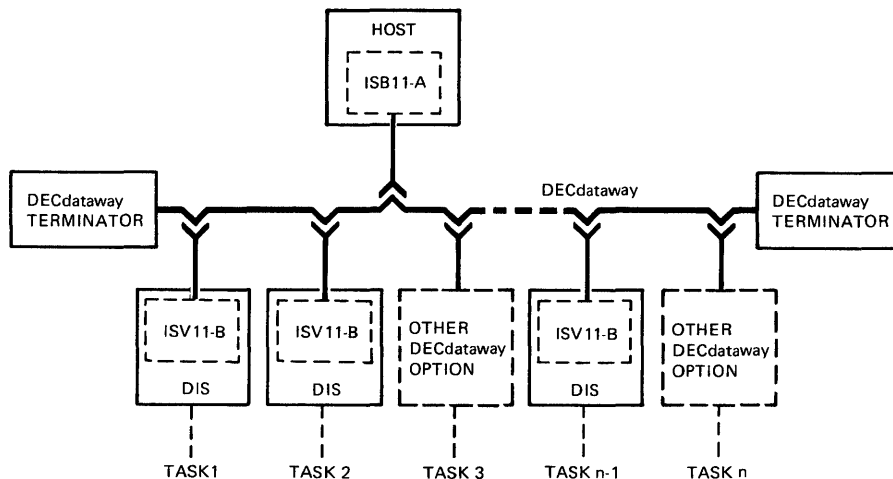 HOST
ISB11-A
DECdataway
DECdataway
TERMINATOR
DECdataway
TERMINATOR
ISV11-B
DIS
ISV11-B
DIS
OTHER
DECdataway
OPTION
ISV11-B
DIS
OTHER
DECdataway
OPTION
TASK1
TASK 2
TASK 3
TASK n-1
TASK n